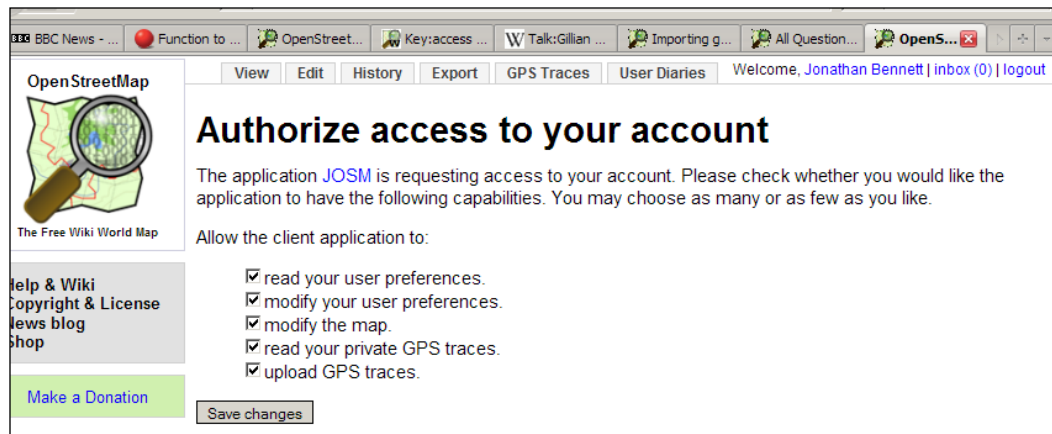 BBC News - ... Function to ... OpenStreet... Key:access ... Talk:Gillian ... Importing g... All Question... OpenS...
OpenStreetMap
View Edit History Export GPS Traces User Diaries Welcome, Jonathan Bennett | inbox (0) | logout
The Free Wiki World Map
Authorize access to your account
The application JOSM is requesting access to your account. Please check whether you would like the
application to have the following capabilities. You may choose as many or as few as you like.
Allow the client application to:
read your user preferences.
modify your user preferences.
modify the map.
read your private GPS traces.
upload GPS traces.
Save changes
Help & Wiki
Copyright & License
News blog
Shop
Make a Donation